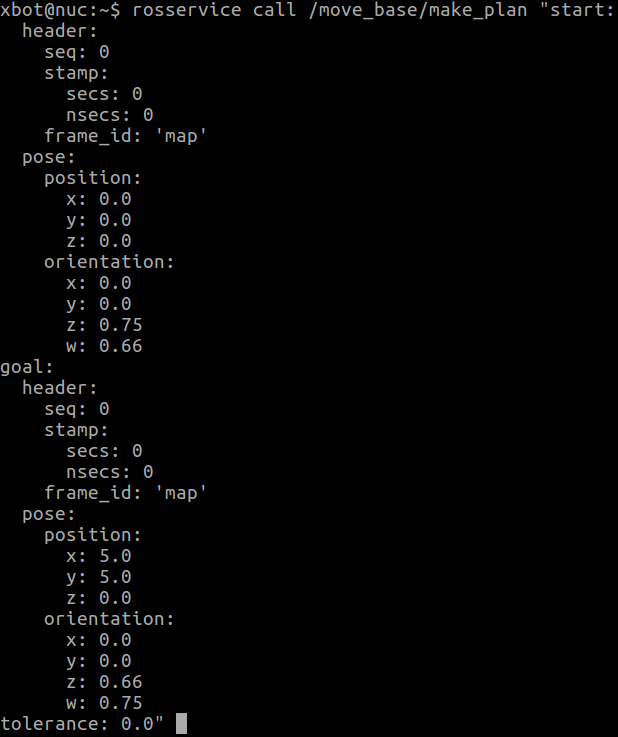 xbot@nuc:~$ rosservice call /move_base/make_plan "start:
  header:
    seq: 0
    stamp:
      secs: 0
      nsecs: 0
    frame_id: 'map'
  pose:
    position:
      x: 0.0
      y: 0.0
      z: 0.0
    orientation:
      x: 0.0
      y: 0.0
      z: 0.75
      w: 0.66
goal:
  header:
    seq: 0
    stamp:
      secs: 0
      nsecs: 0
    frame_id: 'map'
  pose:
    position:
      x: 5.0
      y: 5.0
      z: 0.0
    orientation:
      x: 0.0
      y: 0.0
      z: 0.66
      w: 0.75
tolerance: 0.0"